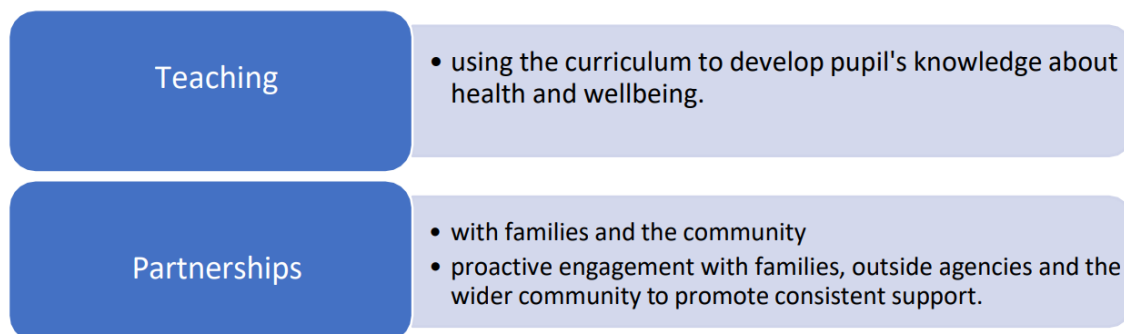 Teaching
• using the curriculum to develop pupil's knowledge about
health and wellbeing.
Partnerships
• with families and the community
• proactive engagement with families, outside agencies and the
wider community to promote consistent support.